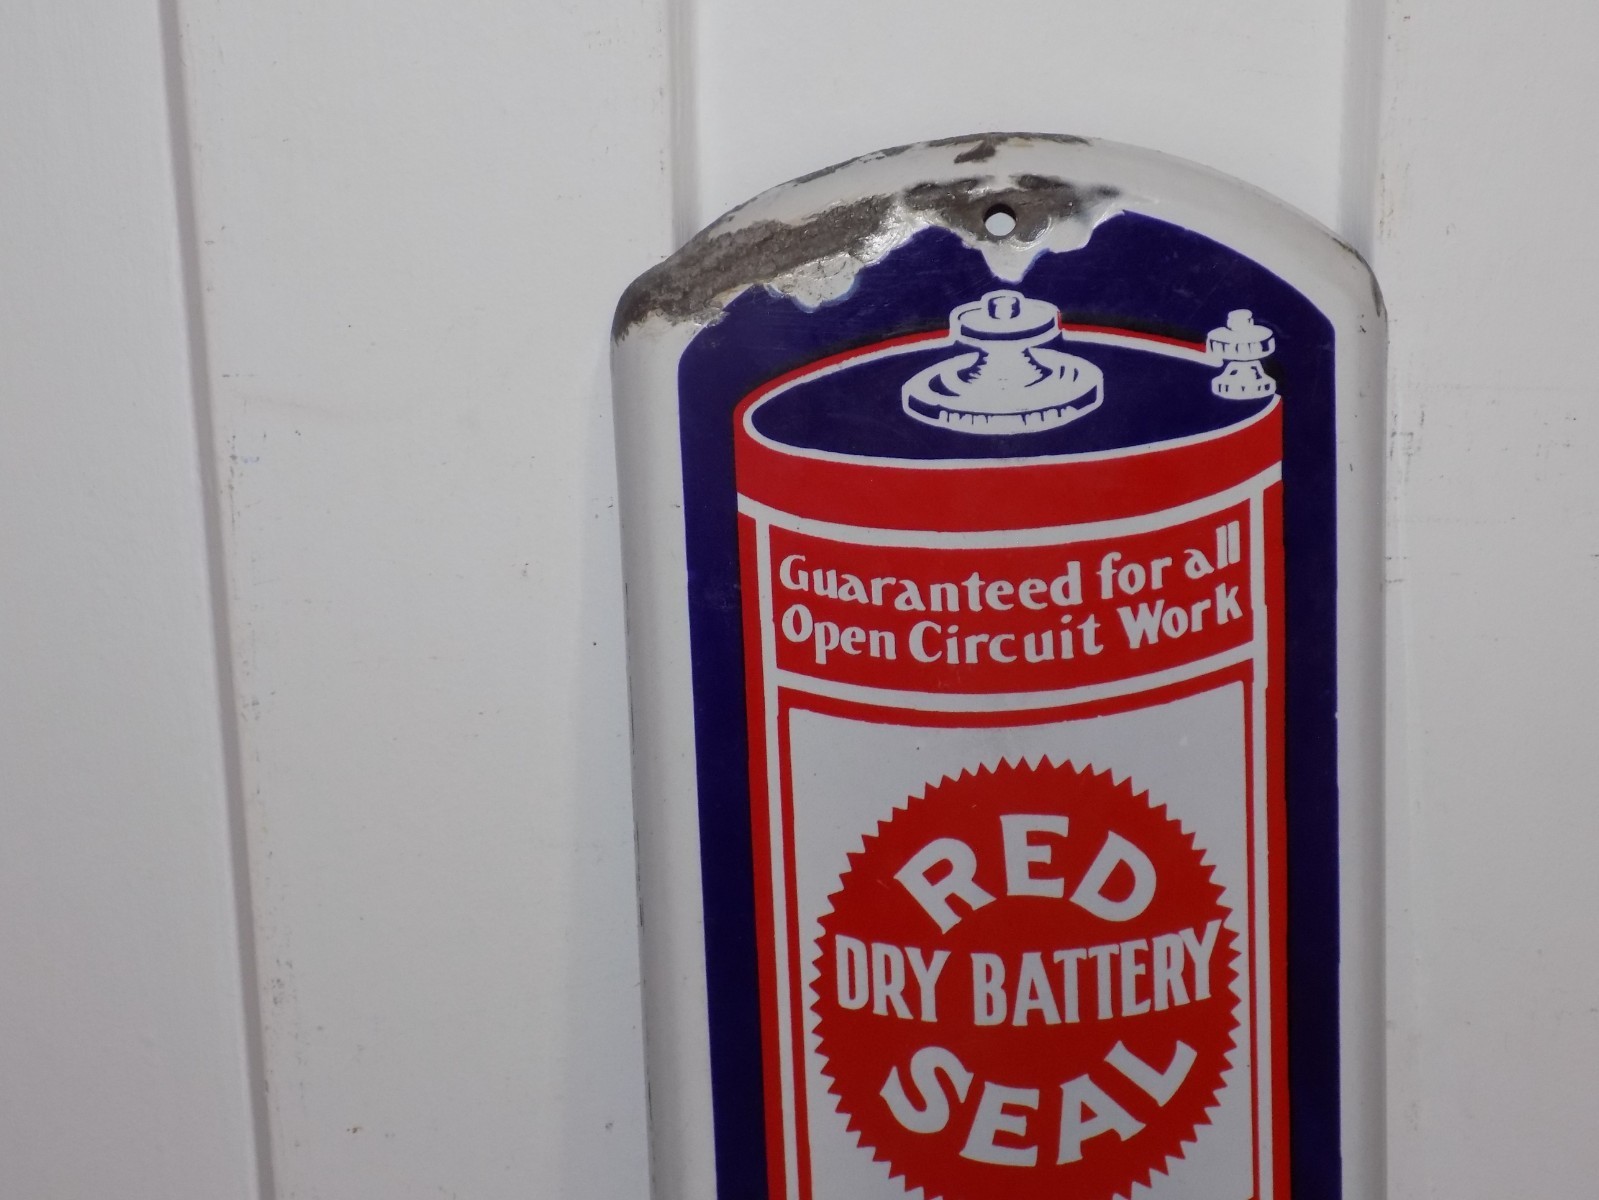 Guaranteed for all
Open Circuit Work
RED
DRY BATTERY
SEAL